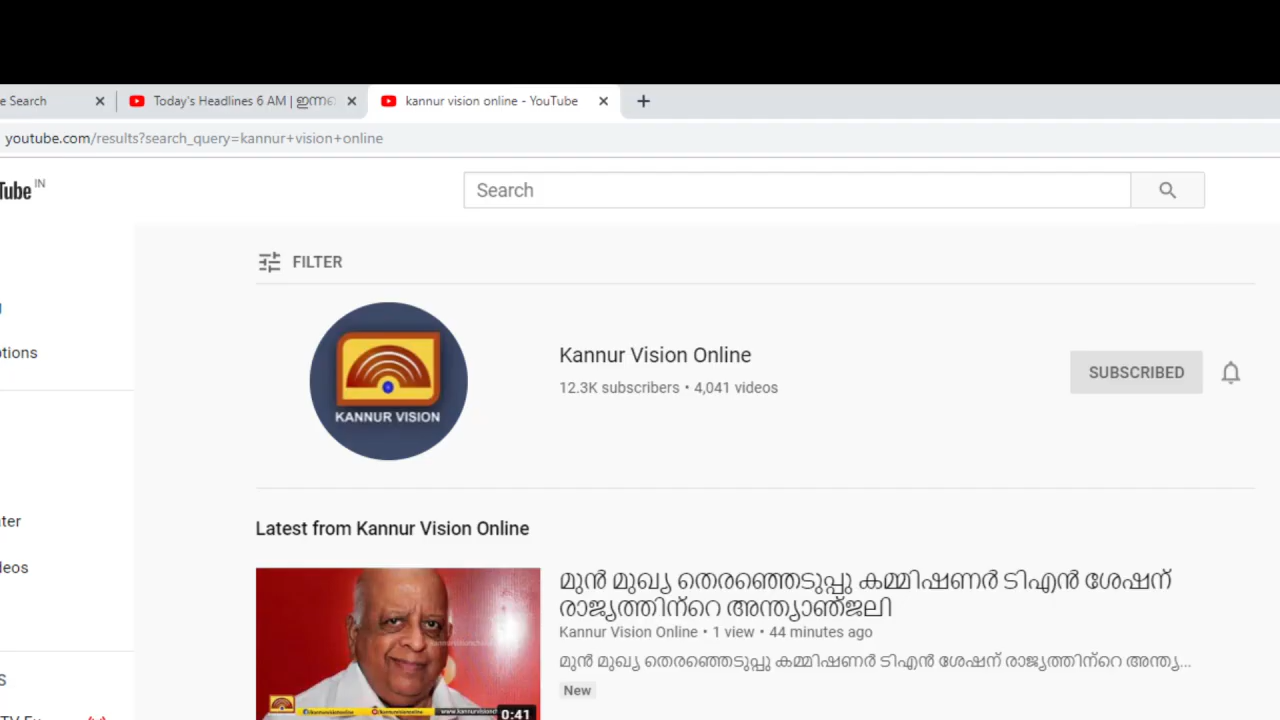 e Search
Today's Headlines 6 AM | ഇന്നഃ
kannur vision online - YouTube
youtube.com/results?search_query=kannur+vision+online
Tube IN
Search
FILTER
KANNUR VISION
Kannur Vision Online
12.3K subscribers • 4,041 videos
SUBSCRIBED
ptions
ater
deos
Latest from Kannur Vision Online
മുൻ മുഖ്യ തെരഞ്ഞെടുപ്പു കമ്മിഷണർ ടിഎൻ ശേഷന്
രാജ്യത്തിന്റെ അന്ത്യാഞ്ജലി
Kannur Vision Online • 1 view • 44 minutes ago
മുൻ മുഖ്യ തെരഞ്ഞെടുപ്പു കമ്മിഷണർ ടിഎൻ ശേഷന് രാജ്യത്തിന്റെ അന്ത്യ...
New
0:41
S